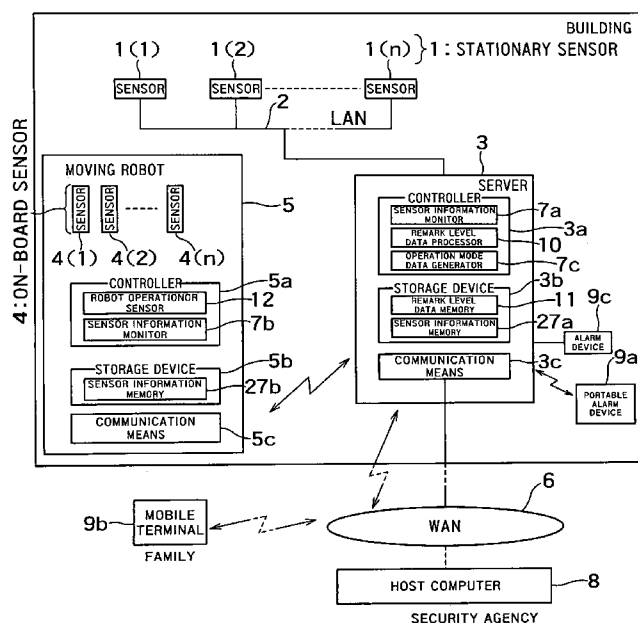 BUILDING
1(1) 1(2) 1(n) } 1 : STATIONARY SENSOR
SENSOR SENSOR SENSOR
2
LAN
4:ON-BOARD SENSOR
MOVING ROBOT
SENSOR SENSOR SENSOR
4(1) 4(2) 4(n)
5
CONTROLLER
5a
ROBOT OPERATIONCR
SENSOR
12
SENSOR INFORMATION
MONITOR
7b
STORAGE DEVICE
5b
SENSOR INFORMATION
MEMORY
27b
COMMUNICATION
MEANS
5c
3
SERVER
CONTROLLER
7a
SENSOR INFORMATION
MONITOR
3a
REMARK LEVEL
DATA PROCESSOR
10
OPERATION MODE
DATA GENERATOR
7c
STORAGE DEVICE
3b
REMARK LEVEL
DATA MEMORY
11
SENSOR INFORMATION
MEMORY
27a
COMMUNICATION
MEANS
3c
9c
ALARM
DEVICE
9a
PORTABLE
ALARM
DEVICE
9b
MOBILE
TERMINAL
FAMILY
6
WAN
HOST COMPUTER
8
SECURITY AGENCY